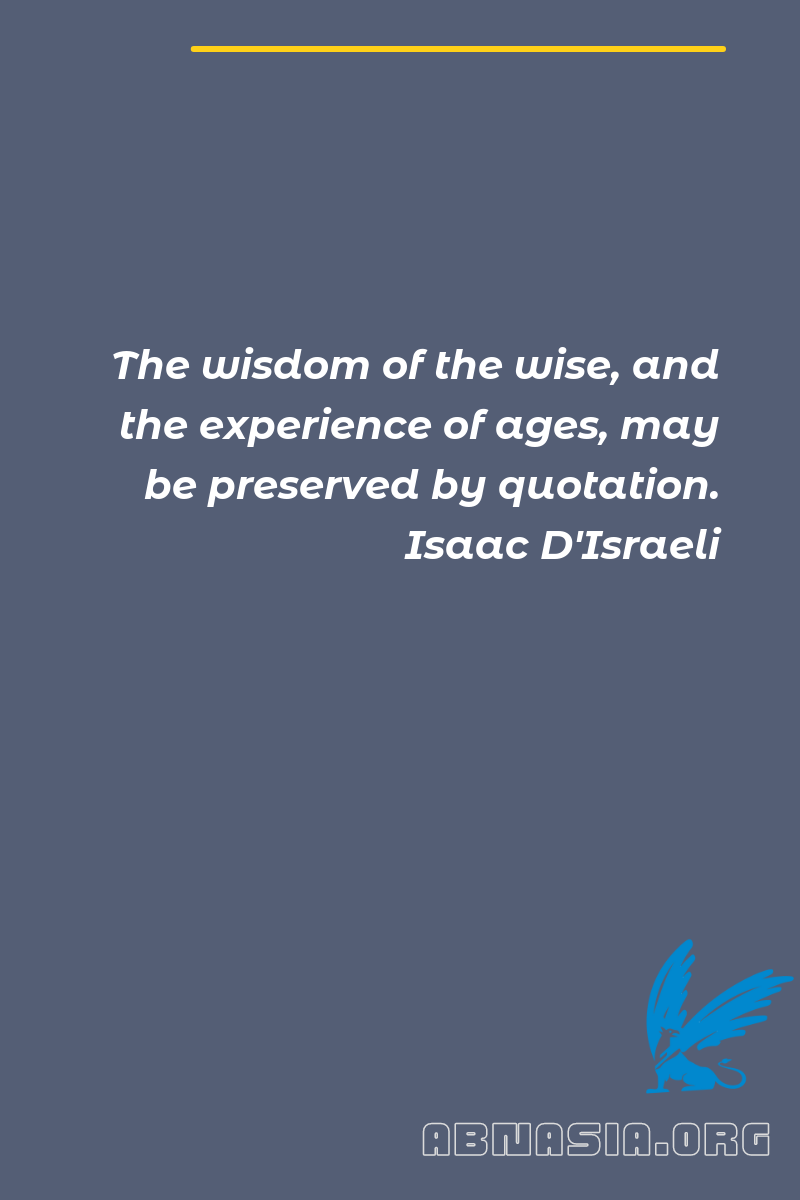 The wisdom of the wise, and
the experience of ages, may
be preserved by quotation.
Isaac D'Israeli
ABNASIA.ORG